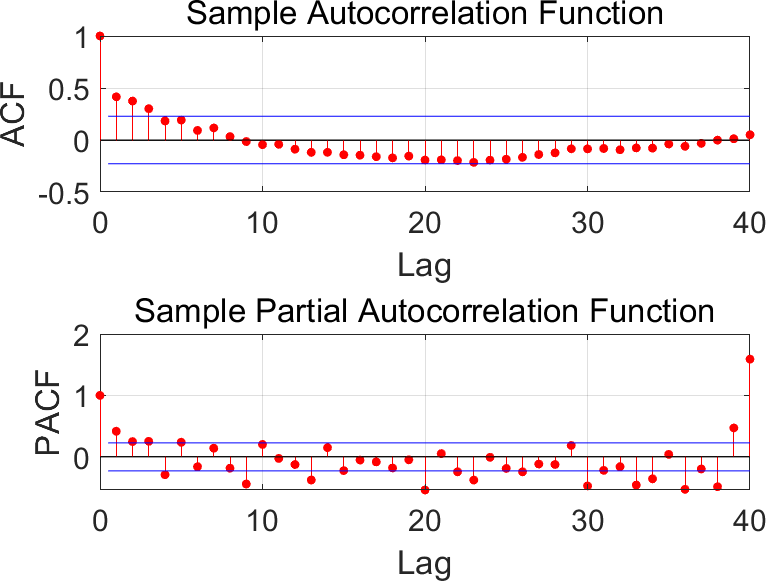 Sample Autocorrelation Function
1
0.5
0
-0.5
ACF
0 10 20 30 40
Lag
Sample Partial Autocorrelation Function
2
1
0
PACF
0 10 20 30 40
Lag